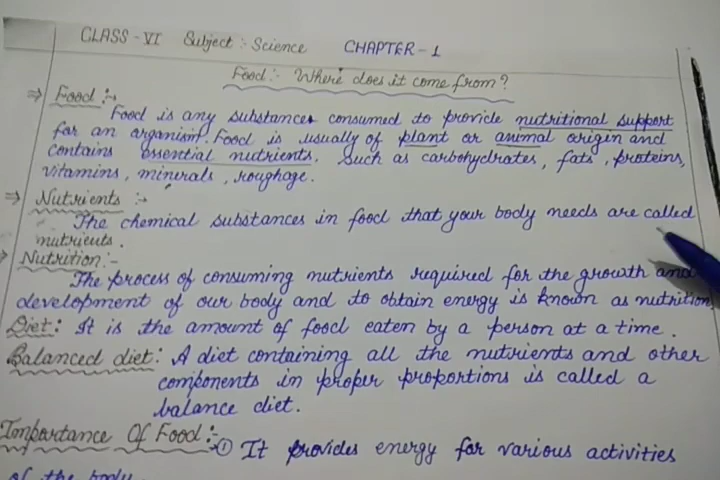 CLASS - VI Subject :- Science CHAPTER - 1
Food :- Where does it come from?
⇒ Food :-
Food is any substances consumed to provide nutritional support
for an organism. Food is usually of plant or animal origin and
contains essential nutrients. Such as carbohydrates, fats, proteins,
vitamins, minerals, roughage.
⇒ Nutrients :-
The chemical substances in food that your body needs are called
nutrients.
Nutrition :-
The process of consuming nutrients required for the growth and
development of our body and to obtain energy is known as nutrition
Diet : It is the amount of food eaten by a person at a time.
Balanced diet : A diet containing all the nutrients and other
components in proper proportions is called a
balance diet.
Importance Of Food :-
① It provides energy for various activities
of the body